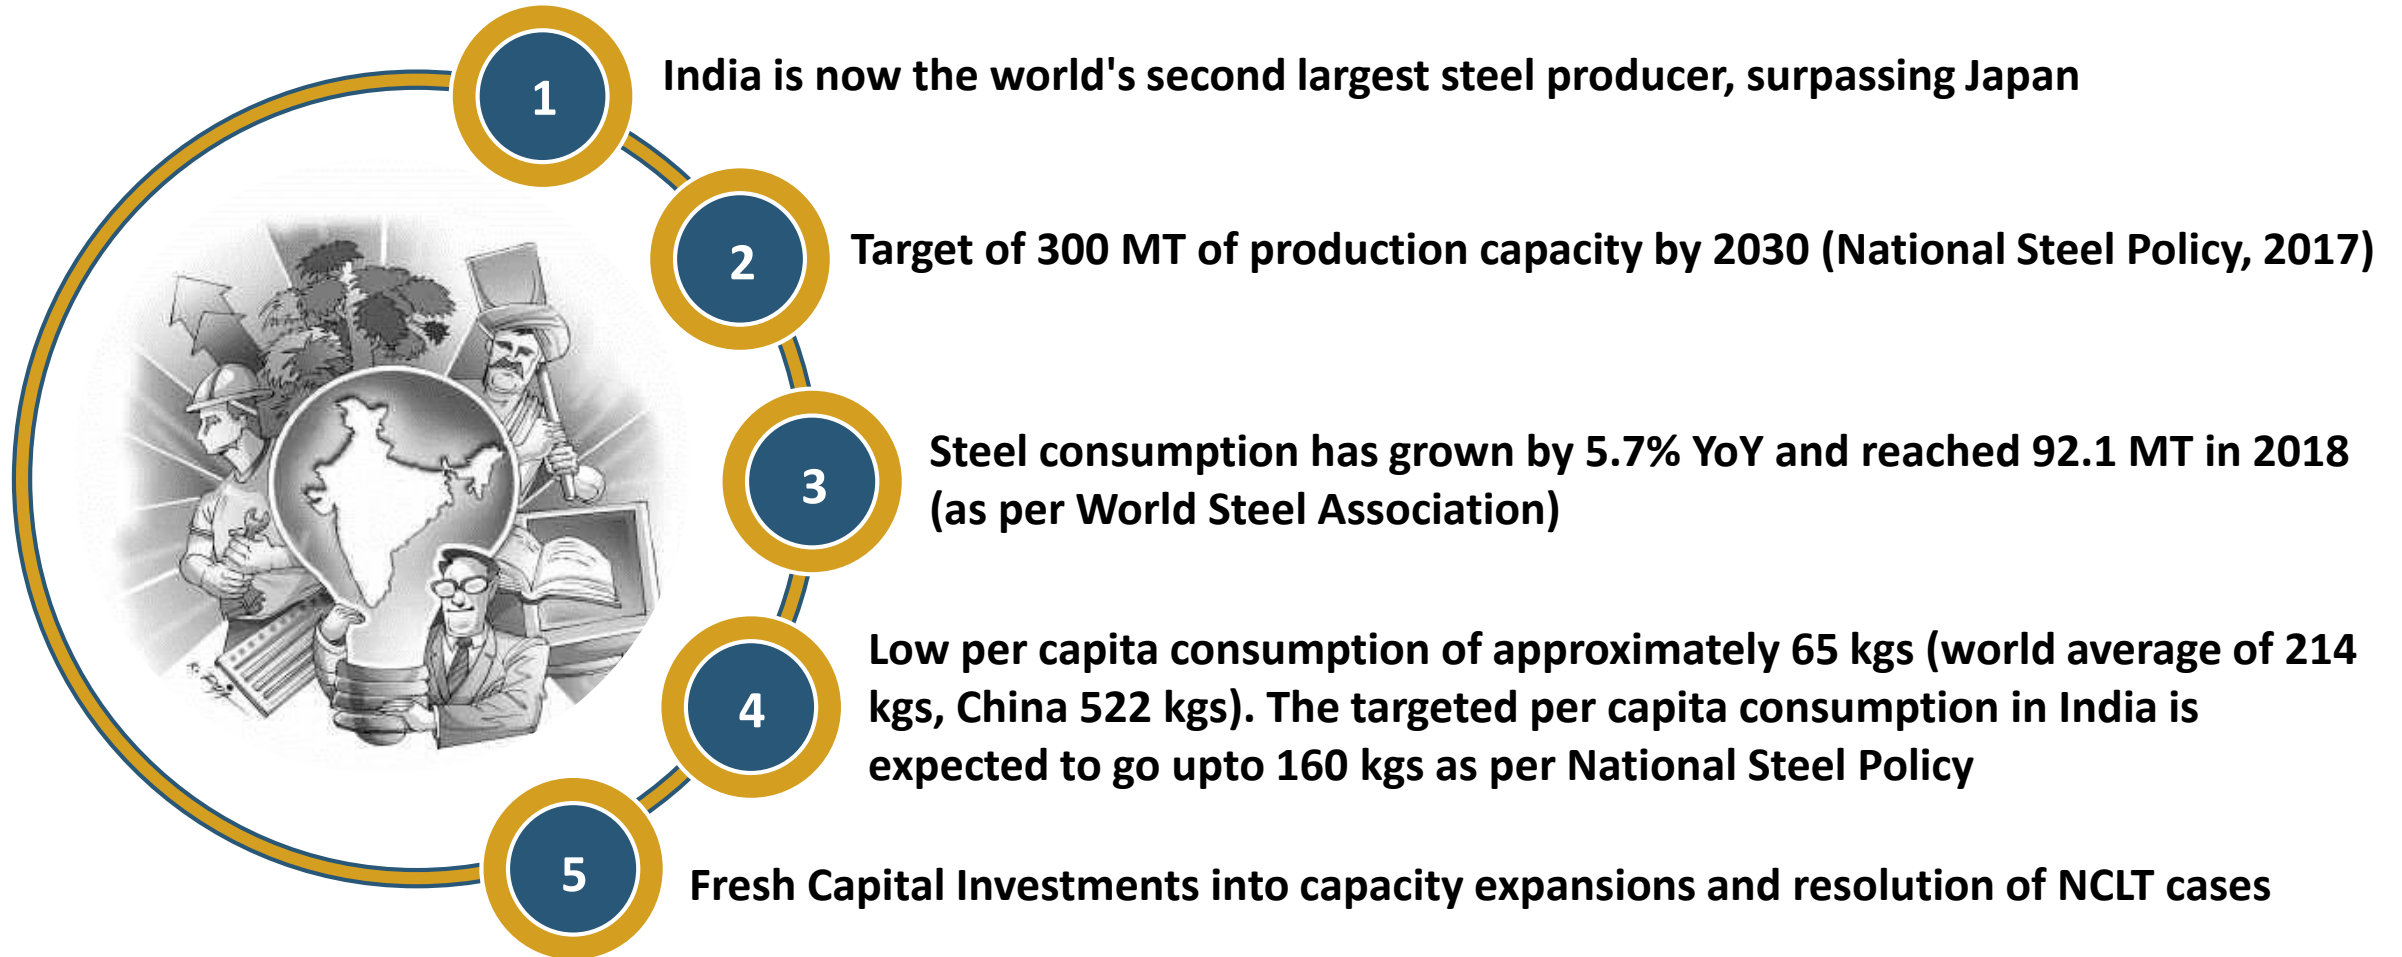 1
India is now the world's second largest steel producer, surpassing Japan
2
Target of 300 MT of production capacity by 2030 (National Steel Policy, 2017)
3
Steel consumption has grown by 5.7% YoY and reached 92.1 MT in 2018
(as per World Steel Association)
4
Low per capita consumption of approximately 65 kgs (world average of 214
kgs, China 522 kgs). The targeted per capita consumption in India is
expected to go upto 160 kgs as per National Steel Policy
5
Fresh Capital Investments into capacity expansions and resolution of NCLT cases